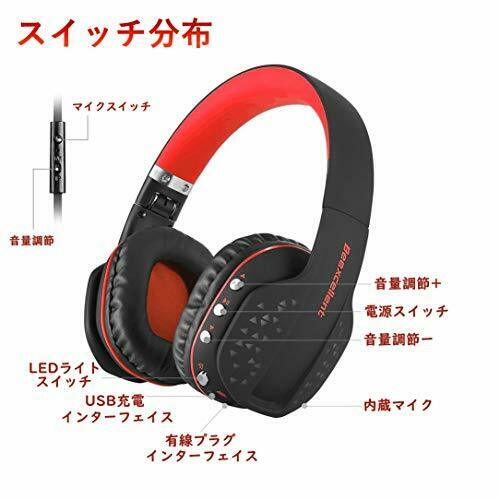 スイッチ分布
マイクスイッチ
音量調節
Beexcellent
音量調節＋
電源スイッチ
音量調節ー
LEDライト
スイッチ
USB充電
インターフェイス
有線プラグ
インターフェイス
内蔵マイク